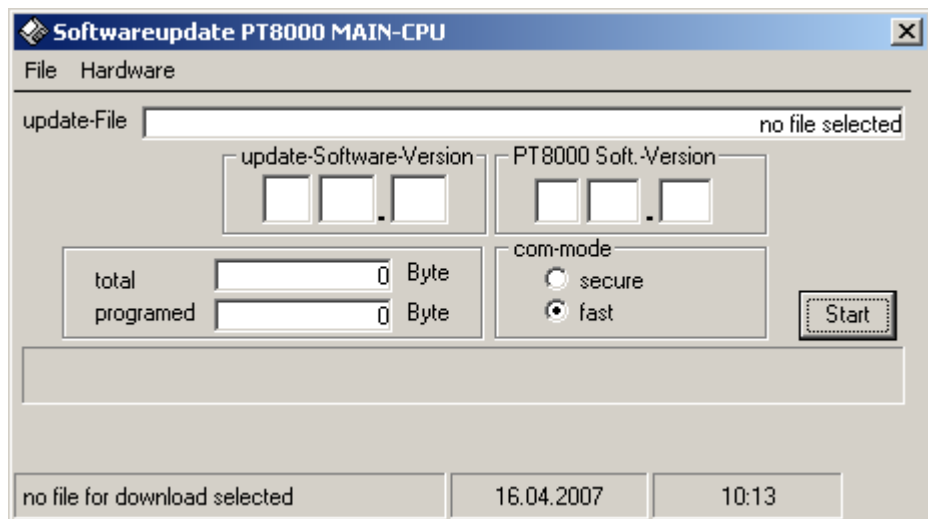 Softwareupdate PT8000 MAIN-CPU
File Hardware
update-File no file selected
update-Software-Version PT8000 Soft.-Version
. .
com-mode
total 0 Byte secure
programed 0 Byte fast
Start
no file for download selected 16.04.2007 10:13